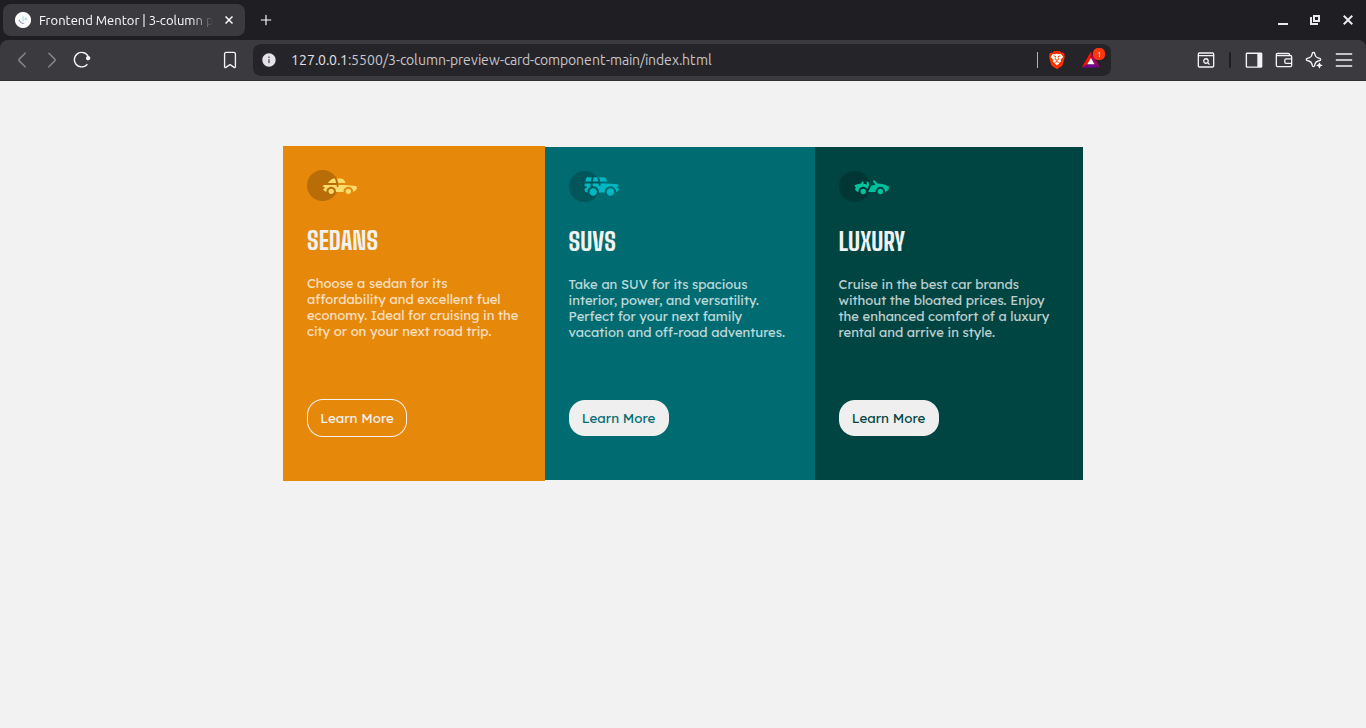 Frontend Mentor | 3-column p
127.0.0.1:5500/3-column-preview-card-component-main/index.html
1
SEDANS
Choose a sedan for its
affordability and excellent fuel
economy. Ideal for cruising in the
city or on your next road trip.
Learn More
SUVS
Take an SUV for its spacious
interior, power, and versatility.
Perfect for your next family
vacation and off-road adventures.
Learn More
LUXURY
Cruise in the best car brands
without the bloated prices. Enjoy
the enhanced comfort of a luxury
rental and arrive in style.
Learn More